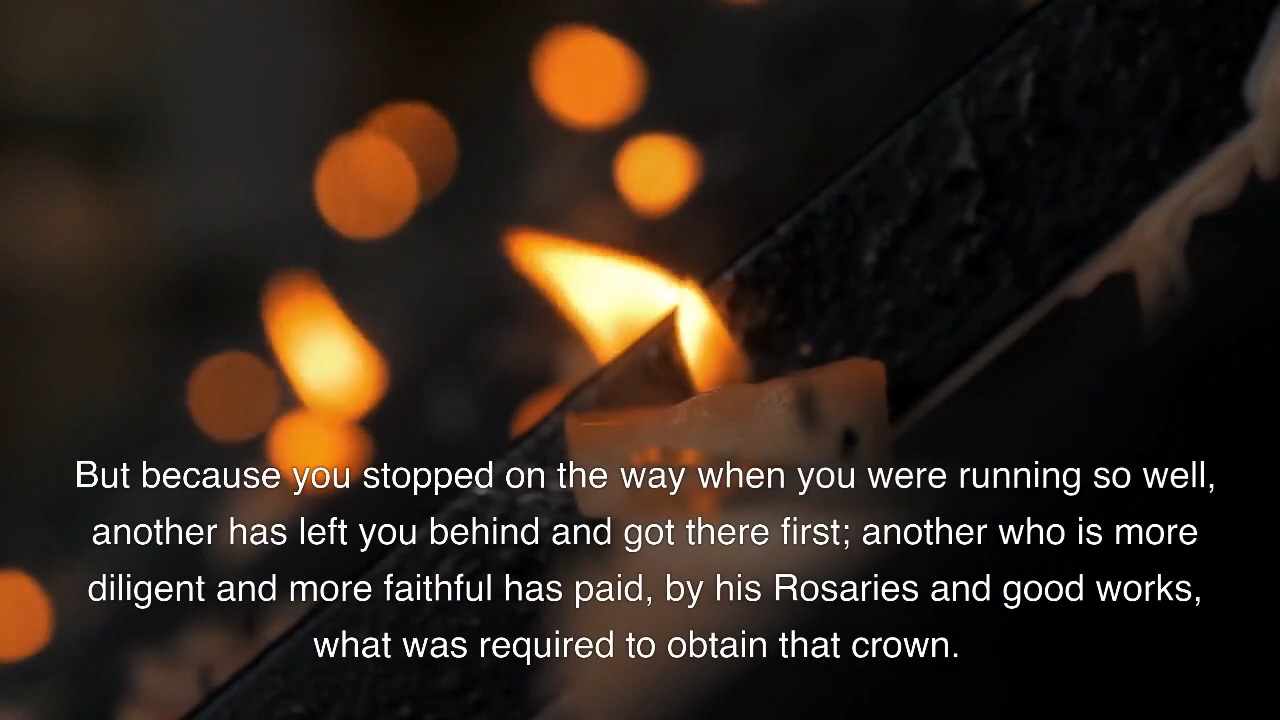 But because you stopped on the way when you were running so well,
another has left you behind and got there first; another who is more
diligent and more faithful has paid, by his Rosaries and good works,
what was required to obtain that crown.